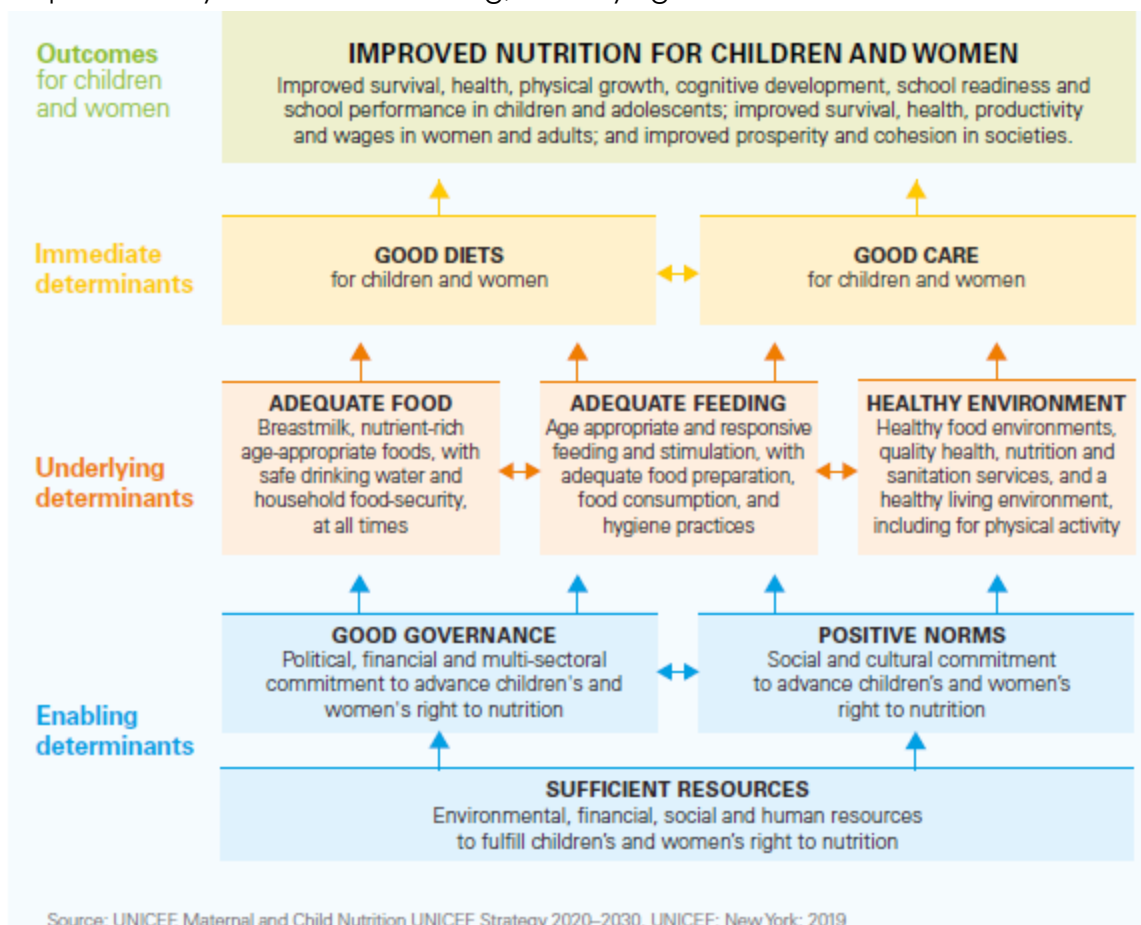 Outcomes
for children
and women
IMPROVED NUTRITION FOR CHILDREN AND WOMEN
Improved survival, health, physical growth, cognitive development, school readiness and
school performance in children and adolescents; improved survival, health, productivity
and wages in women and adults; and improved prosperity and cohesion in societies.
Immediate
determinants
GOOD DIETS
for children and women
GOOD CARE
for children and women
Underlying
determinants
ADEQUATE FOOD
Breastmilk, nutrient-rich
age-appropriate foods, with
safe drinking water and
household food-security,
at all times
ADEQUATE FEEDING
Age appropriate and responsive
feeding and stimulation, with
adequate food preparation,
food consumption, and
hygiene practices
HEALTHY ENVIRONMENT
Healthy food environments,
quality health, nutrition and
sanitation services, and a
healthy living environment,
including for physical activity
Enabling
determinants
GOOD GOVERNANCE
Political, financial and multi-sectoral
commitment to advance children's and
women's right to nutrition
POSITIVE NORMS
Social and cultural commitment
to advance children's and women's
right to nutrition
SUFFICIENT RESOURCES
Environmental, financial, social and human resources
to fulfill children's and women's right to nutrition
Source: UNICEF Maternal and Child Nutrition UNICEF Strategy 2020–2030. UNICEF: New York; 2019